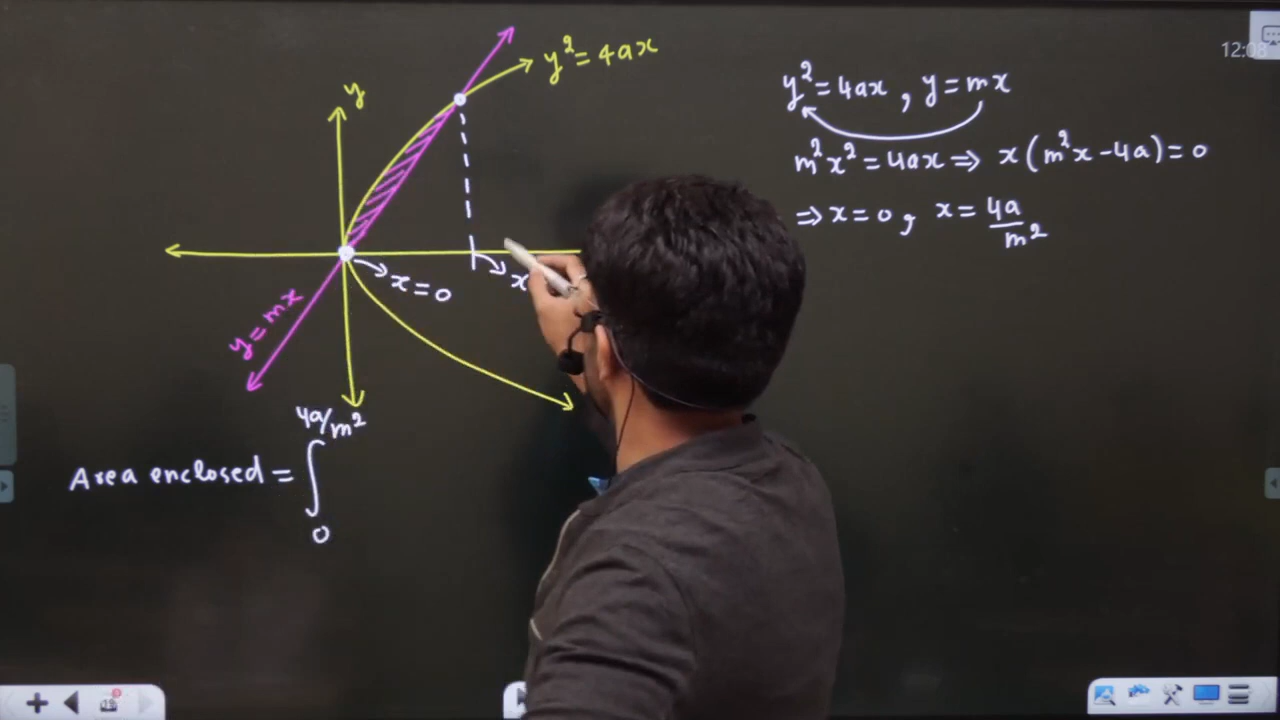 12:08
y² = 4ax
y
y² = 4ax , y = mx
m²x² = 4ax ⇒ x(m²x - 4a) = 0
⇒ x = 0 , x = 4a/m²
x = 0
x
y = mx
Area enclosed = ∫₀^(4a/m²)